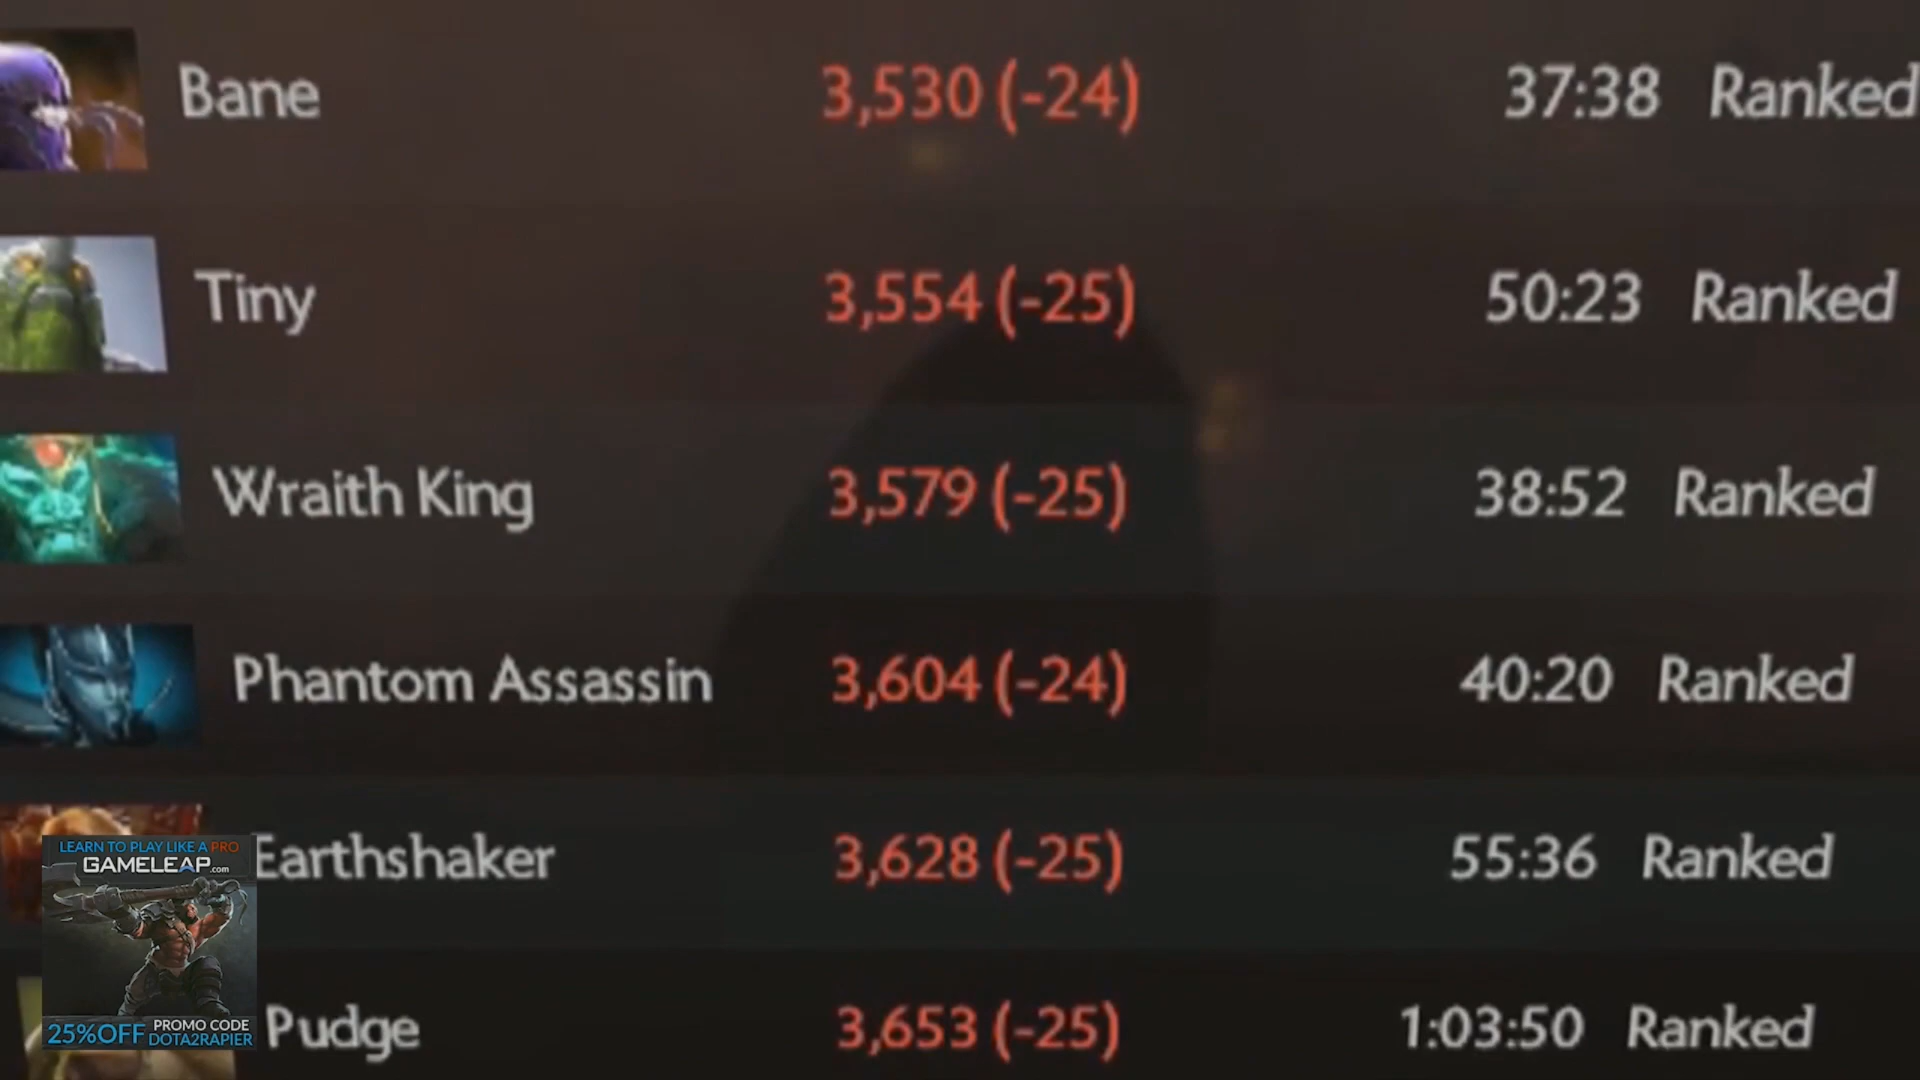 Bane 3,530 (-24) 37:38 Ranked
Tiny 3,554 (-25) 50:23 Ranked
Wraith King 3,579 (-25) 38:52 Ranked
Phantom Assassin 3,604 (-24) 40:20 Ranked
Earthshaker 3,628 (-25) 55:36 Ranked
Pudge 3,653 (-25) 1:03:50 Ranked
LEARN TO PLAY LIKE A PRO
GAMELEAP.com
25%OFF PROMO CODE
DOTA2RAPIER